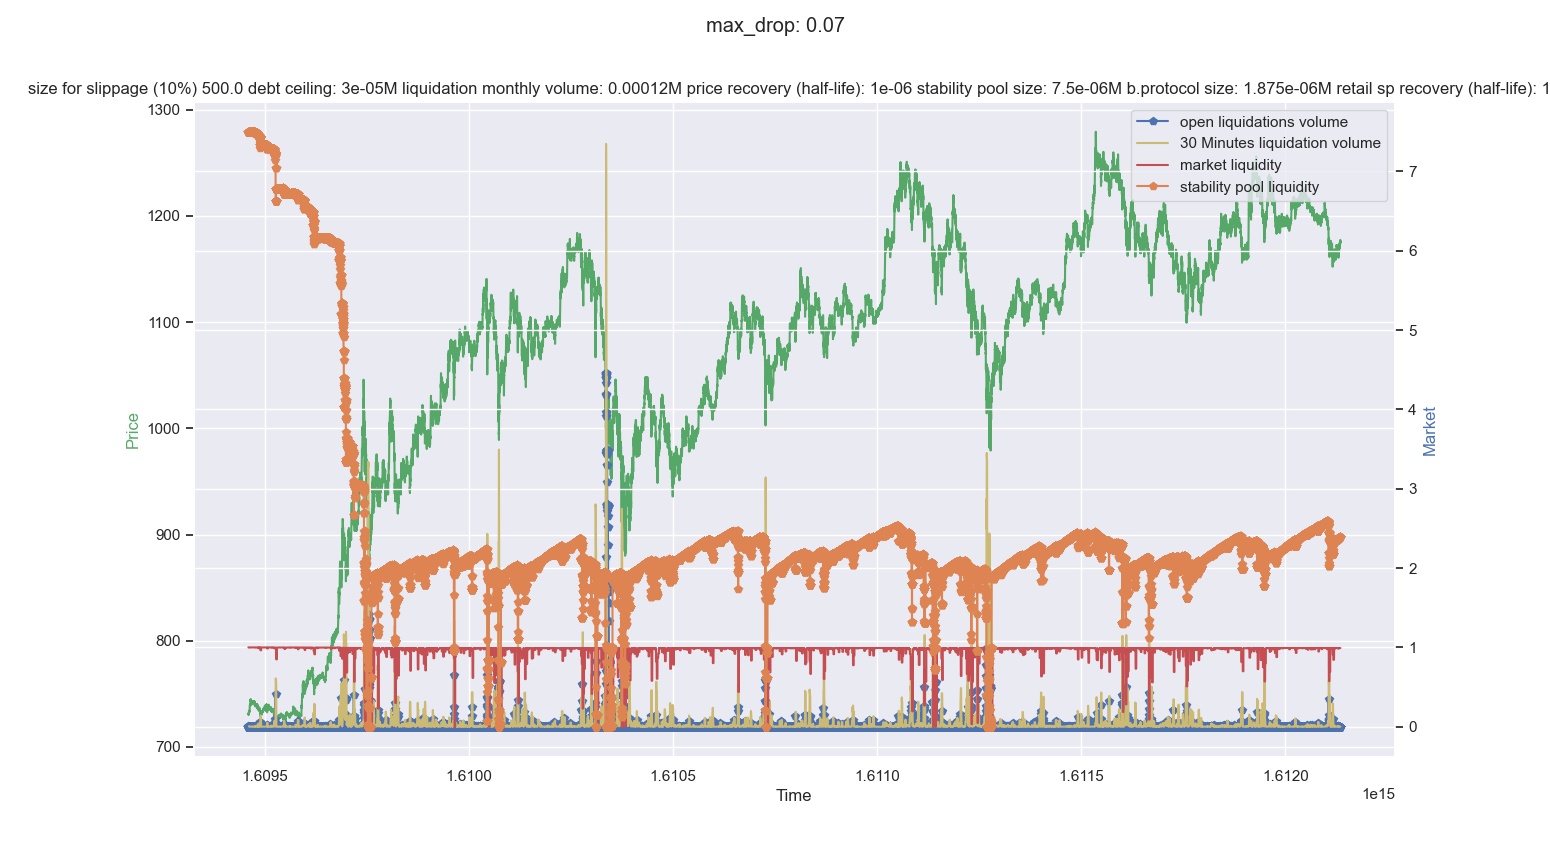 max_drop: 0.07
size for slippage (10%) 500.0 debt ceiling: 3e-05M liquidation monthly volume: 0.00012M price recovery (half-life): 1e-06 stability pool size: 7.5e-06M b.protocol size: 1.875e-06M retail sp recovery (half-life): 1
1300
1200
1100
1000
900
800
700
Price
open liquidations volume
30 Minutes liquidation volume
market liquidity
stability pool liquidity
7
6
5
4
3
2
1
0
Market
1.6095
1.6100
1.6105
1.6110
1.6115
1.6120
Time
1e15